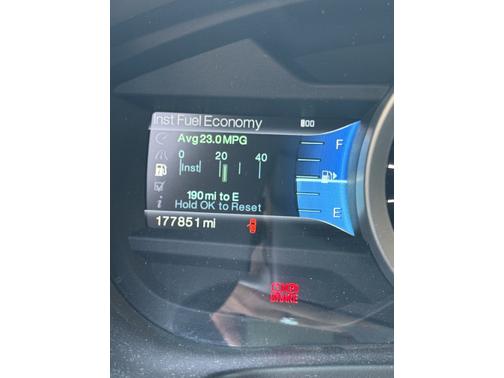 Inst Fuel Economy
Avg 23.0 MPG
0 20 40
Inst
190 mi to E
Hold OK to Reset
177851 mi
F
E
BRAKE